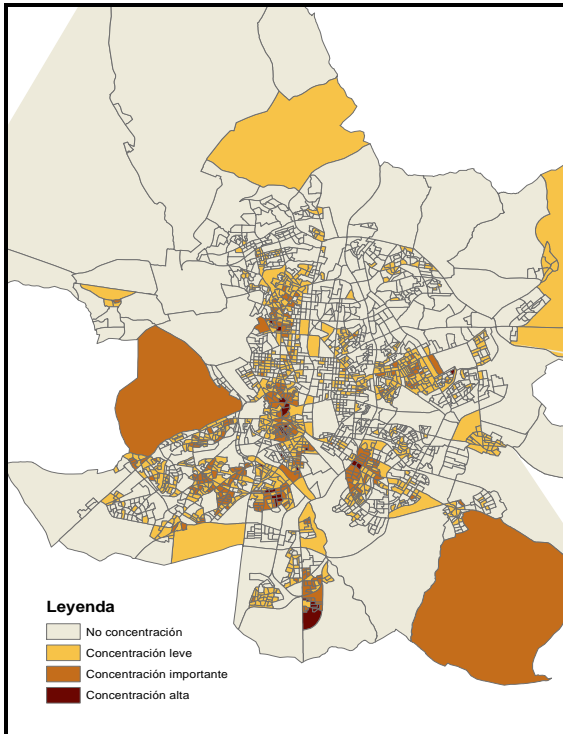 Leyenda
No concentración
Concentración leve
Concentración importante
Concentración alta